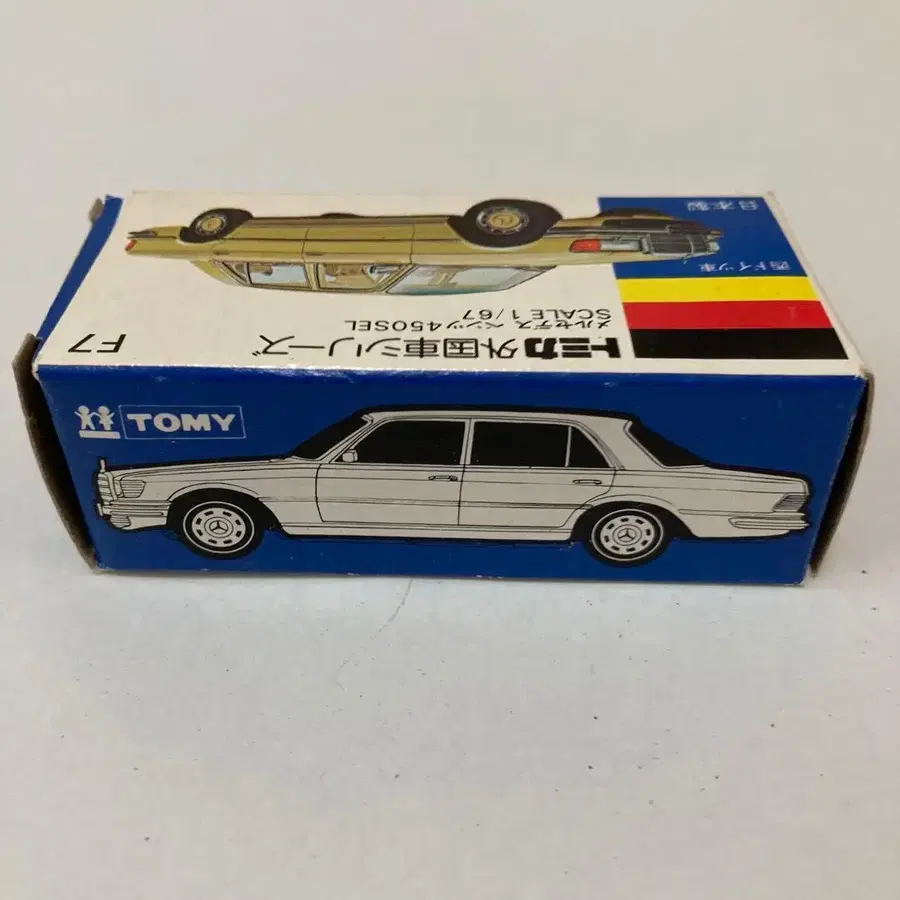 トミカ外国車シリーズ
F7
メルセデス ベンツ450SEL
SCALE 1/67
西ドイツ車
日本製
TOMY